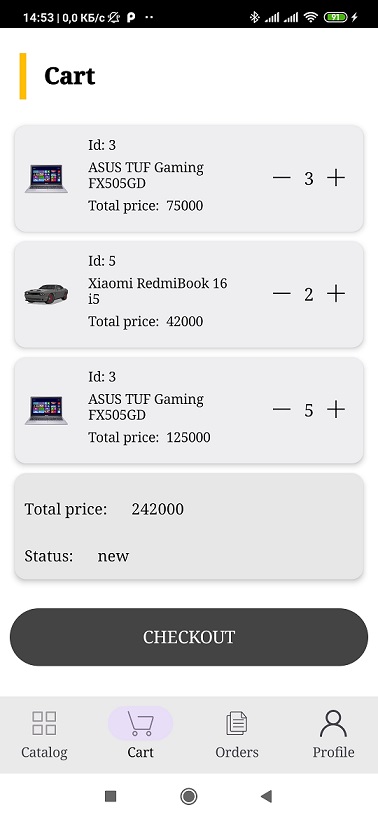 14:53 | 0,0 КБ/с
91
Cart
Id: 3
ASUS TUF Gaming
FX505GD
Total price: 75000
3
Id: 5
Xiaomi RedmiBook 16
i5
Total price: 42000
2
Id: 3
ASUS TUF Gaming
FX505GD
Total price: 125000
5
Total price: 242000
Status: new
CHECKOUT
Catalog
Cart
Orders
Profile